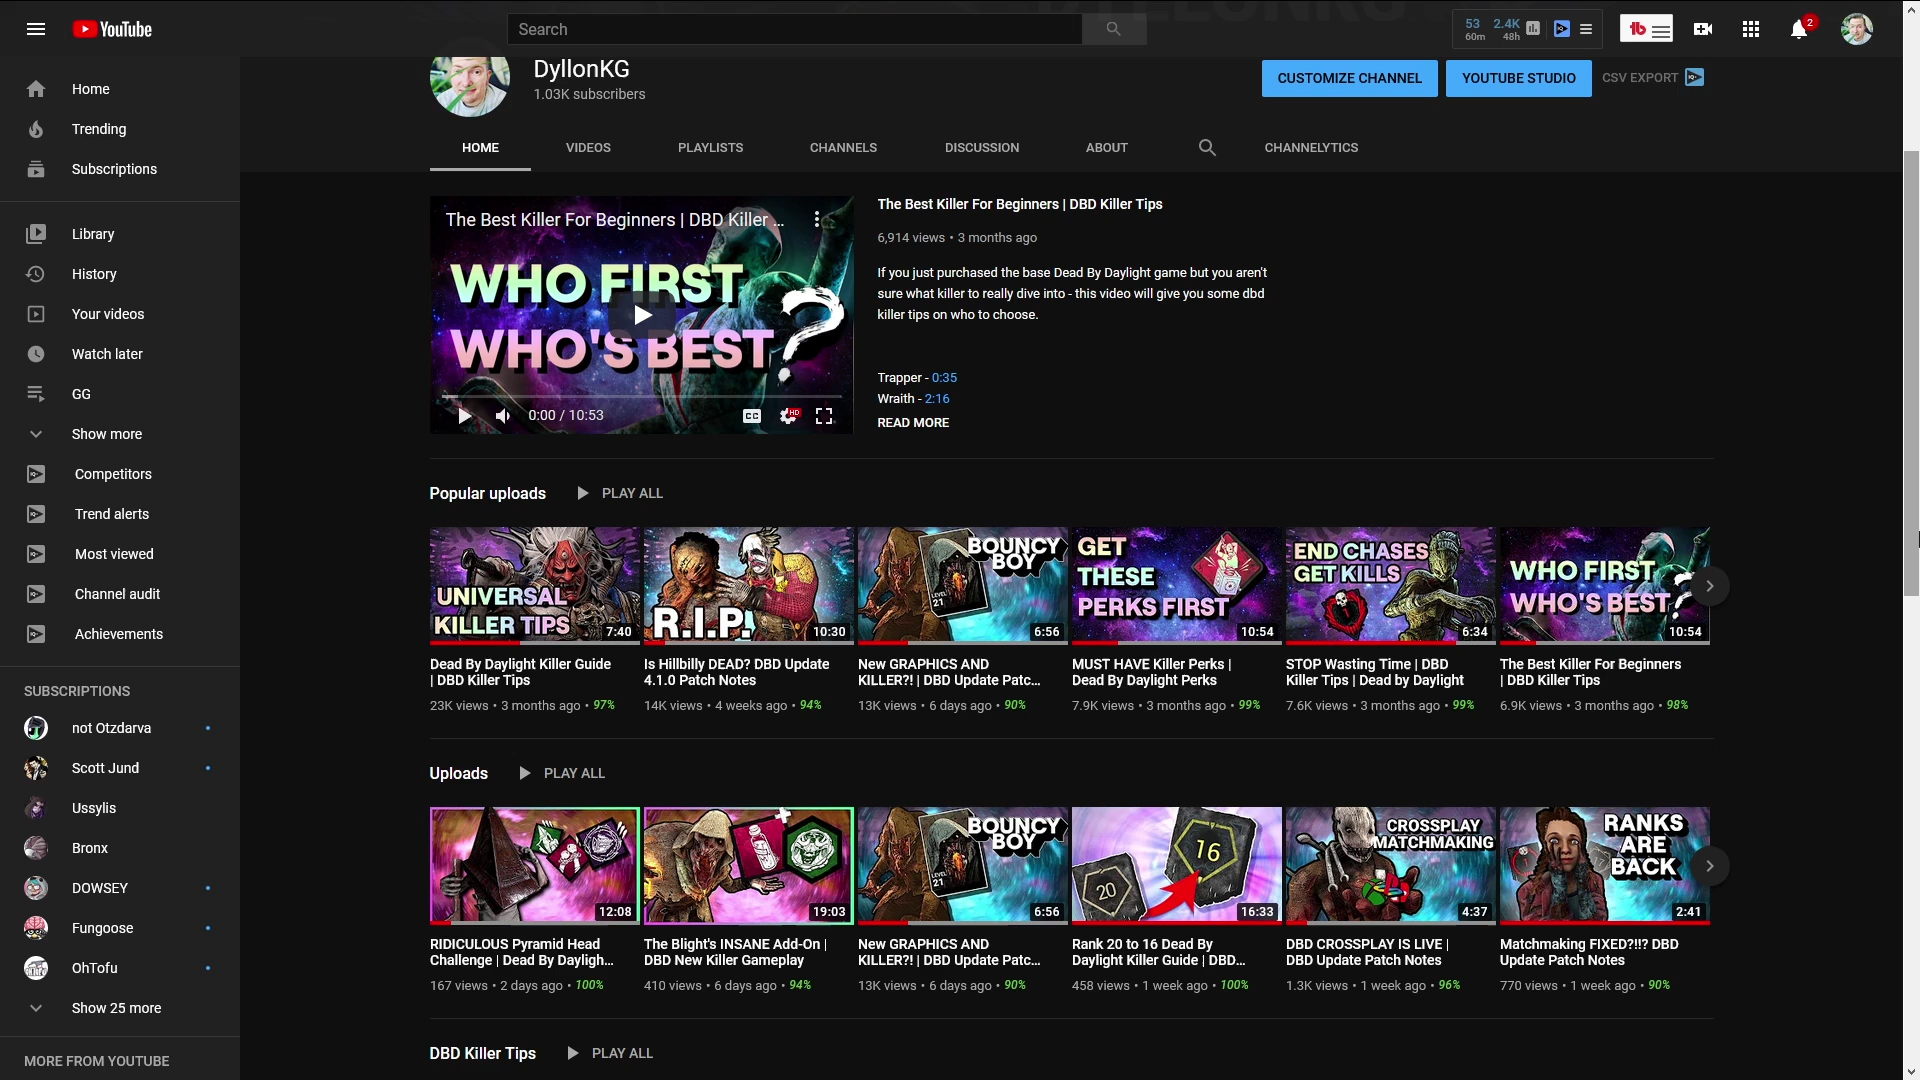 YouTube
Search
53 2.4K
60m 48h
2
Home
Trending
Subscriptions
Library
History
Your videos
Watch later
GG
Show more
Competitors
Trend alerts
Most viewed
Channel audit
Achievements
SUBSCRIPTIONS
not Otzdarva
Scott Jund
Ussylis
Bronx
DOWSEY
Fungoose
OhTofu
Show 25 more
MORE FROM YOUTUBE
DyllonKG
1.03K subscribers
CUSTOMIZE CHANNEL
YOUTUBE STUDIO
CSV EXPORT
HOME
VIDEOS
PLAYLISTS
CHANNELS
DISCUSSION
ABOUT
CHANNELYTICS
The Best Killer For Beginners | DBD Killer ...
WHO FIRST
WHO'S BEST?
0:00 / 10:53
CC
HD
The Best Killer For Beginners | DBD Killer Tips
6,914 views • 3 months ago
If you just purchased the base Dead By Daylight game but you aren't
sure what killer to really dive into - this video will give you some dbd
killer tips on who to choose.
Trapper - 0:35
Wraith - 2:16
READ MORE
Popular uploads
PLAY ALL
UNIVERSAL
KILLER TIPS
7:40
Dead By Daylight Killer Guide
| DBD Killer Tips
23K views • 3 months ago • 97%
R.I.P!
10:30
Is Hillbilly DEAD? DBD Update
4.1.0 Patch Notes
14K views • 4 weeks ago • 94%
BOUNCY
BOY
LEVEL
21
6:56
New GRAPHICS AND
KILLER?! | DBD Update Patc...
13K views • 6 days ago • 90%
GET
THESE
PERKS FIRST
10:54
MUST HAVE Killer Perks |
Dead By Daylight Perks
7.9K views • 3 months ago • 99%
END CHASES
GET KILLS
6:34
STOP Wasting Time | DBD
Killer Tips | Dead by Daylight
7.6K views • 3 months ago • 99%
WHO FIRST
WHO'S BEST?
10:54
The Best Killer For Beginners
| DBD Killer Tips
6.9K views • 3 months ago • 98%
Uploads
PLAY ALL
12:08
RIDICULOUS Pyramid Head
Challenge | Dead By Dayligh...
167 views • 2 days ago • 100%
19:03
The Blight's INSANE Add-On |
DBD New Killer Gameplay
410 views • 6 days ago • 94%
BOUNCY
BOY
LEVEL
21
6:56
New GRAPHICS AND
KILLER?! | DBD Update Patc...
13K views • 6 days ago • 90%
16
20
16:33
Rank 20 to 16 Dead By
Daylight Killer Guide | DBD...
458 views • 1 week ago • 100%
CROSSPLAY
MATCHMAKING
4:37
DBD CROSSPLAY IS LIVE |
DBD Update Patch Notes
1.3K views • 1 week ago • 96%
RANKS
ARE
BACK
2:41
Matchmaking FIXED?!!? DBD
Update Patch Notes
770 views • 1 week ago • 90%
DBD Killer Tips
PLAY ALL